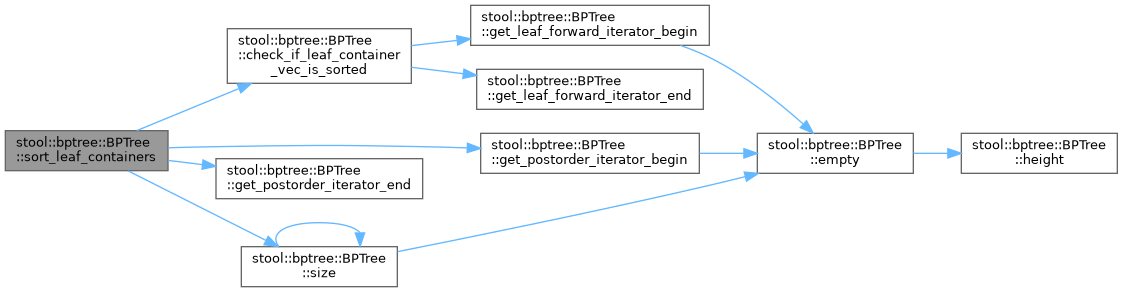 stool::bptree::BPTree
::sort_leaf_containers
stool::bptree::BPTree
::check_if_leaf_container
_vec_is_sorted
stool::bptree::BPTree
::get_leaf_forward_iterator_begin
stool::bptree::BPTree
::get_leaf_forward_iterator_end
stool::bptree::BPTree
::get_postorder_iterator_begin
stool::bptree::BPTree
::get_postorder_iterator_end
stool::bptree::BPTree
::size
stool::bptree::BPTree
::empty
stool::bptree::BPTree
::height